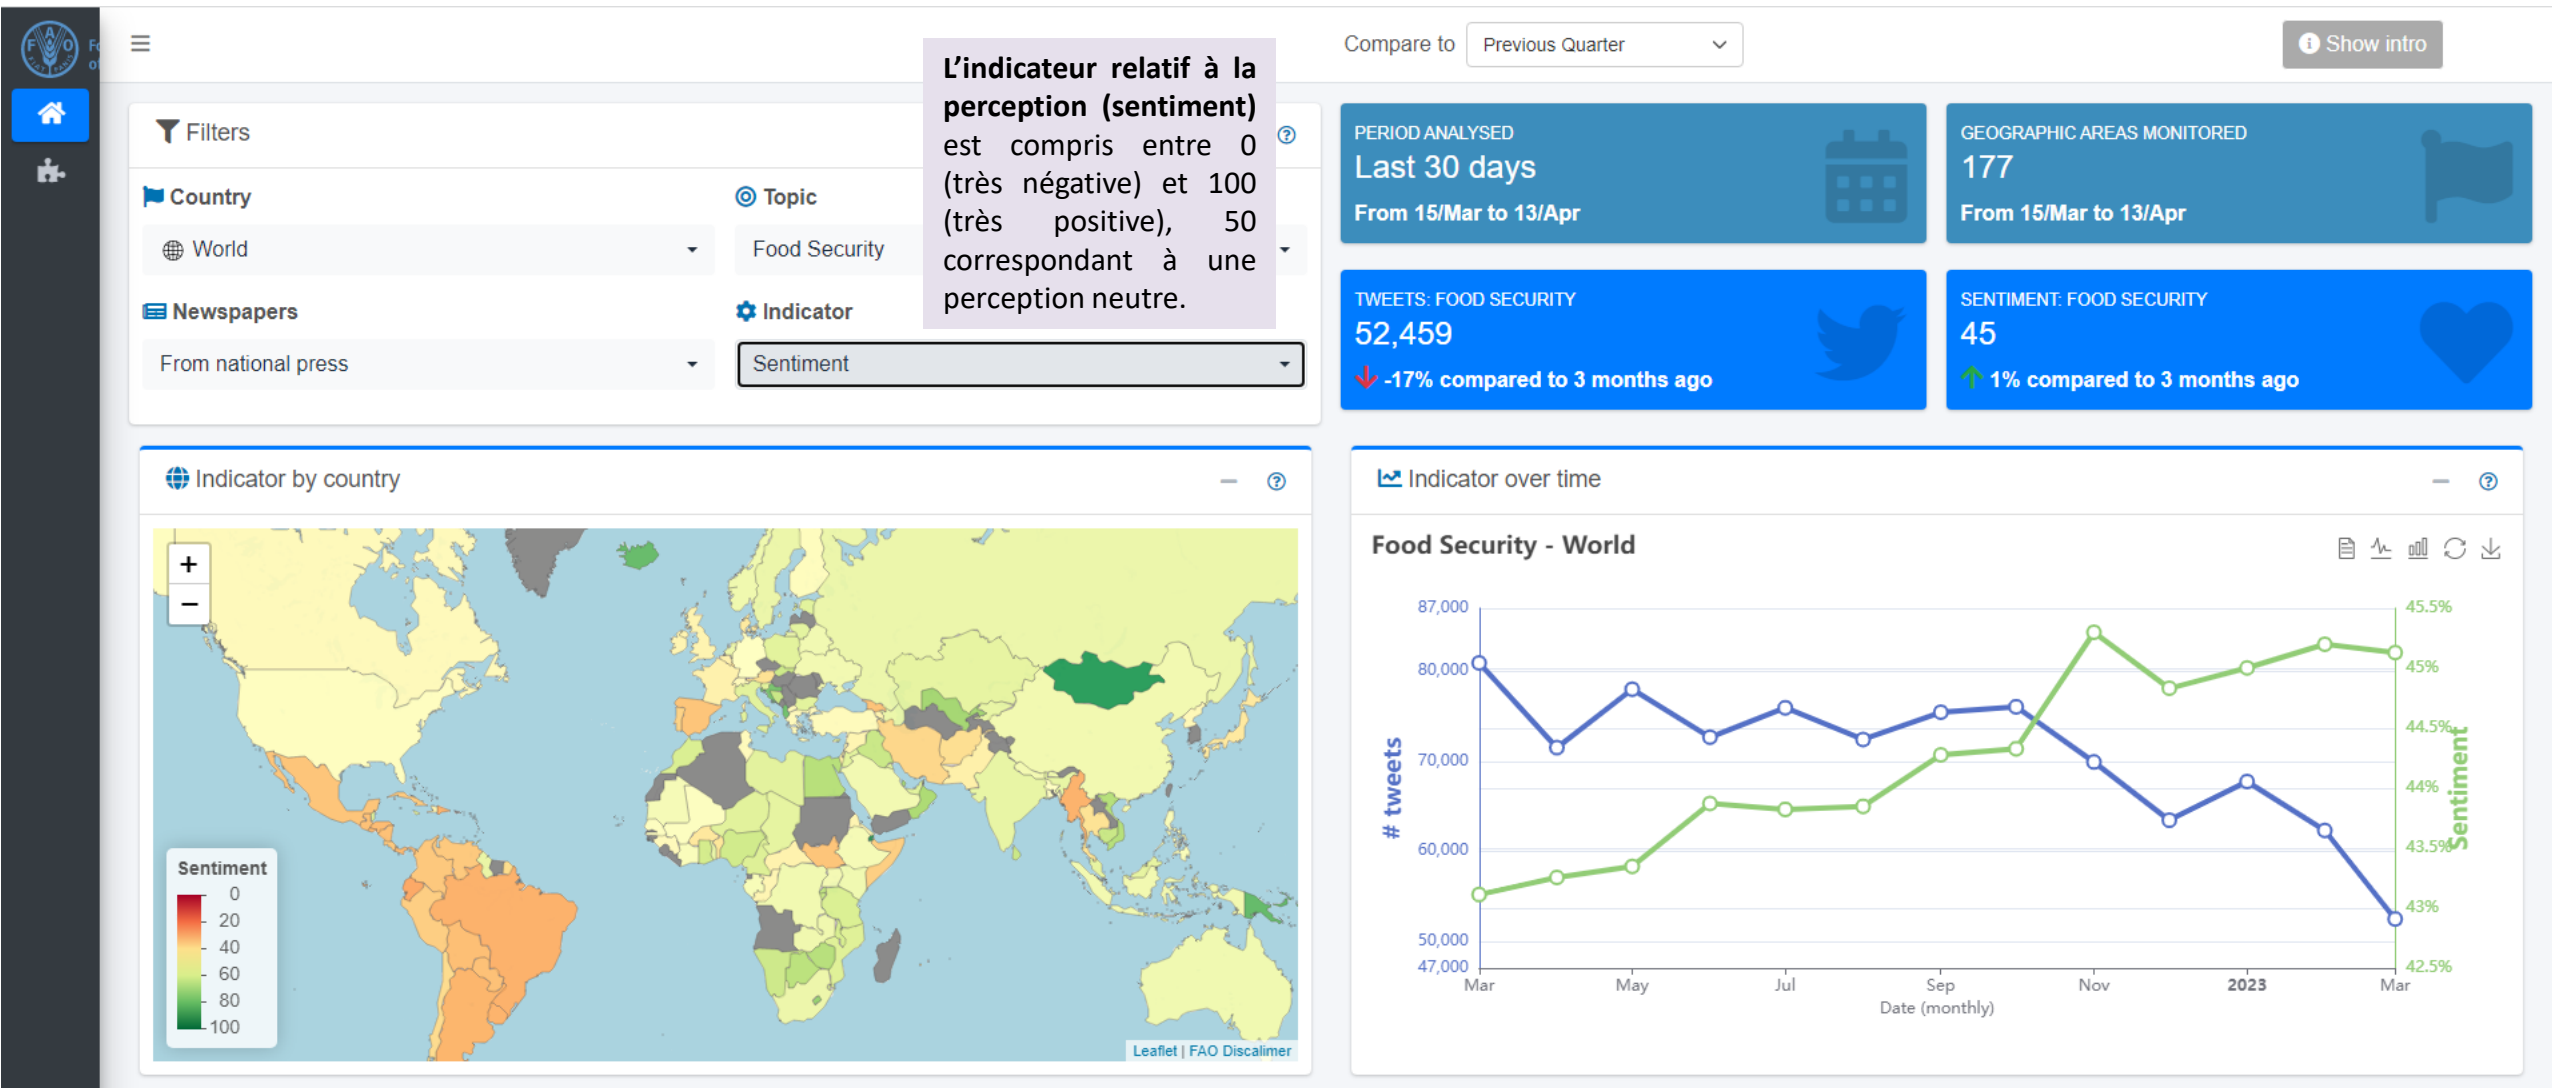 FAO
FIAT PANIS
Compare to
Previous Quarter
Show intro
L'indicateur relatif à la
perception (sentiment)
est compris entre 0
(très négative) et 100
(très positive), 50
correspondant à une
perception neutre.
Filters
Country
World
Topic
Food Security
Newspapers
From national press
Indicator
Sentiment
PERIOD ANALYSED
Last 30 days
From 15/Mar to 13/Apr
GEOGRAPHIC AREAS MONITORED
177
From 15/Mar to 13/Apr
TWEETS: FOOD SECURITY
52,459
-17% compared to 3 months ago
SENTIMENT: FOOD SECURITY
45
1% compared to 3 months ago
Indicator by country
+
−
Sentiment
0
20
40
60
80
100
Leaflet | FAO Discalimer
Indicator over time
Food Security - World
# tweets
87,000
80,000
70,000
60,000
50,000
47,000
Sentiment
45.5%
45%
44.5%
44%
43.5%
43%
42.5%
Mar
May
Jul
Sep
Nov
2023
Mar
Date (monthly)